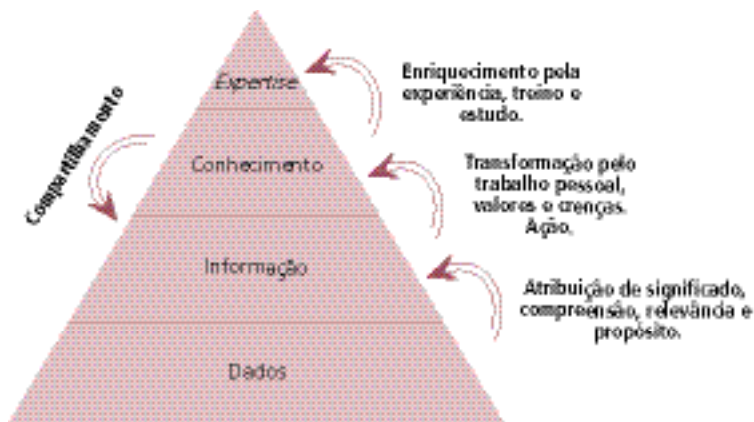 Expertise
Enriquecimento pela
experiência, treino e
estudo.
Compartilhamento
Conhecimento
Transformação pelo
trabalho pessoal,
valores e crenças.
Ação.
Informação
Atribuição de significado,
compreensão, relevância e
propósito.
Dados